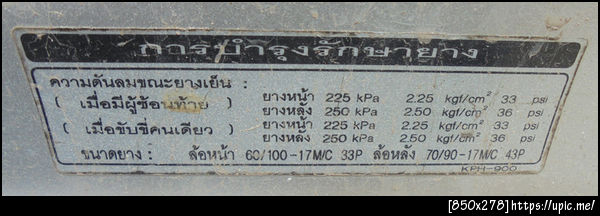 การบำรุงรักษายาง
ความดันลมขณะยางเย็น :
( เมื่อมีผู้ซ้อนท้าย ) ยางหน้า 225 kPa 2.25 kgf/cm² 33 psi
ยางหลัง 250 kPa 2.50 kgf/cm² 36 psi
( เมื่อขับขี่คนเดียว ) ยางหน้า 225 kPa 2.25 kgf/cm² 33 psi
ยางหลัง 250 kPa 2.50 kgf/cm² 36 psi
ขนาดยาง : ล้อหน้า 60/100-17M/C 33P ล้อหลัง 70/90-17M/C 43P
KPH-900
[850x278]https://upic.me/